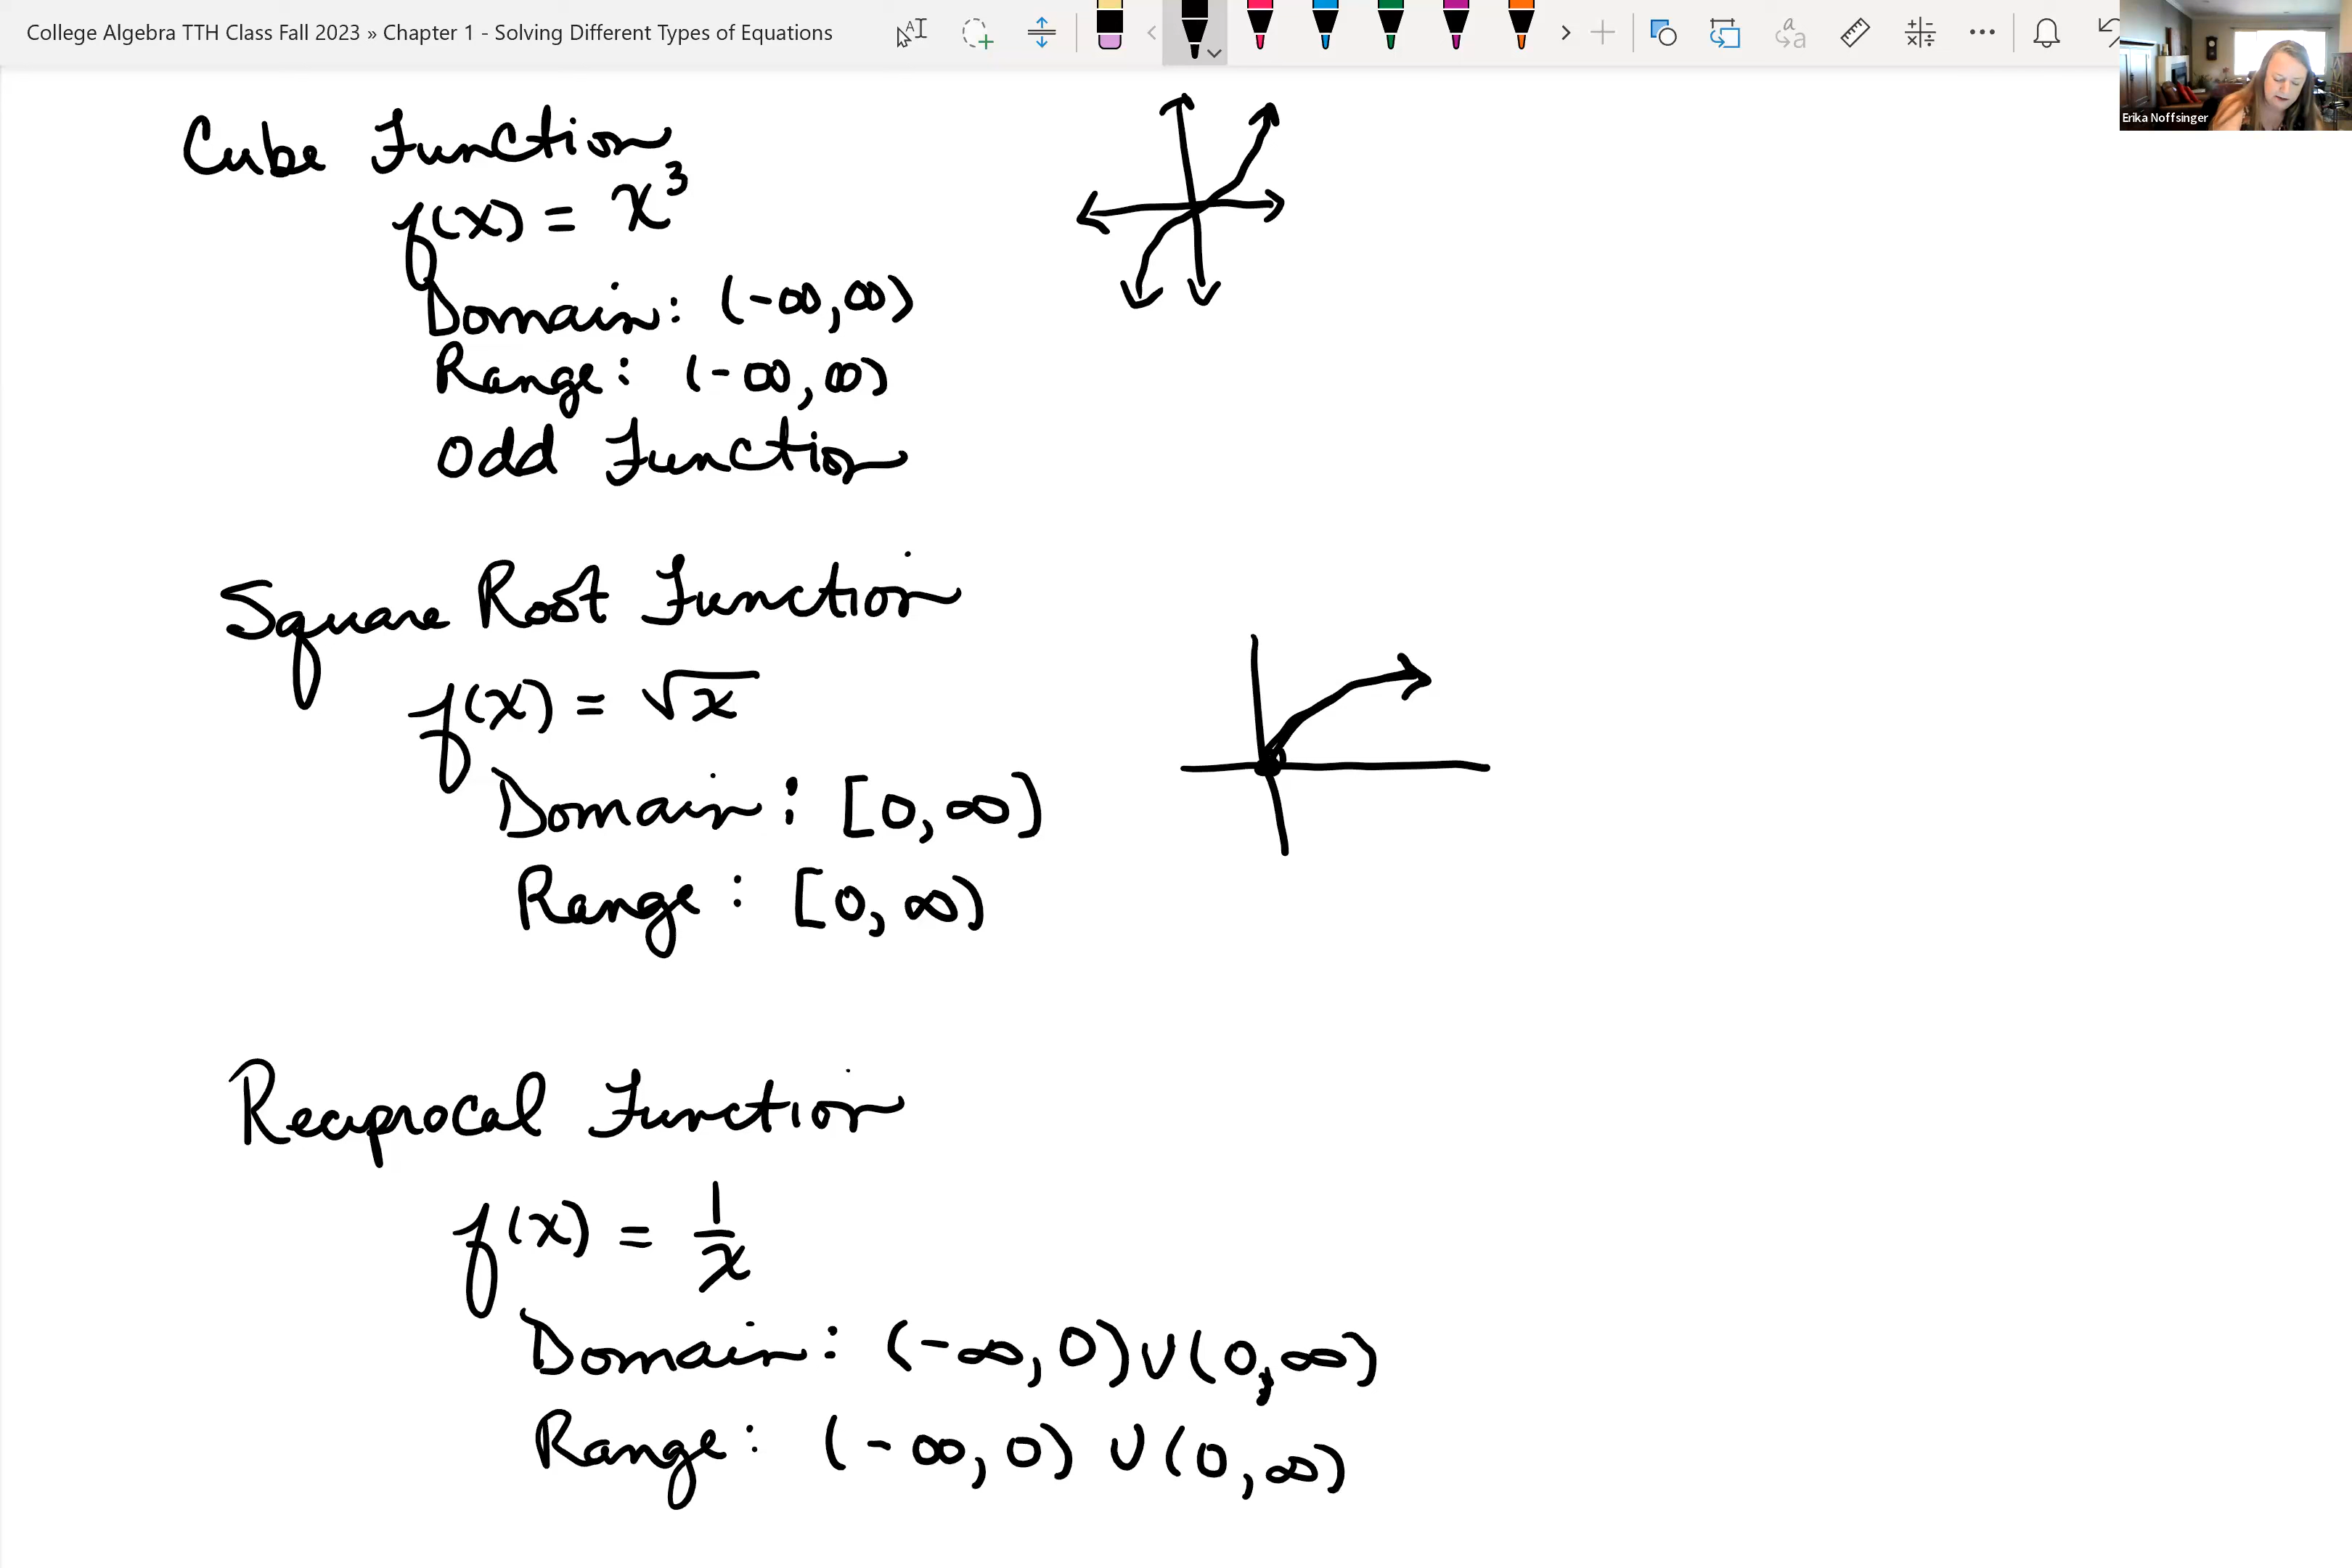 College Algebra TTH Class Fall 2023 » Chapter 1 - Solving Different Types of Equations
Erika Noffsinger
Cube Function
f(x) = x³
Domain: (-∞,∞)
Range: (-∞,∞)
Odd Function
Square Root Function
f(x) = √x
Domain: [0,∞)
Range: [0,∞)
Reciprocal Function
f(x) = 1/x
Domain: (-∞,0)∪(0,∞)
Range: (-∞,0) ∪(0,∞)